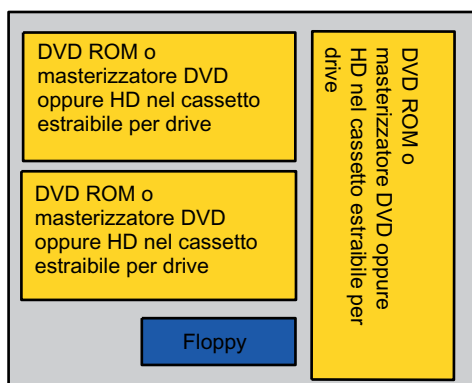 DVD ROM o
masterizzatore DVD
oppure HD nel cassetto
estraibile per drive
DVD ROM o
masterizzatore DVD
oppure HD nel cassetto
estraibile per drive
Floppy
DVD ROM o
masterizzatore DVD oppure
HD nel cassetto estraibile per
drive